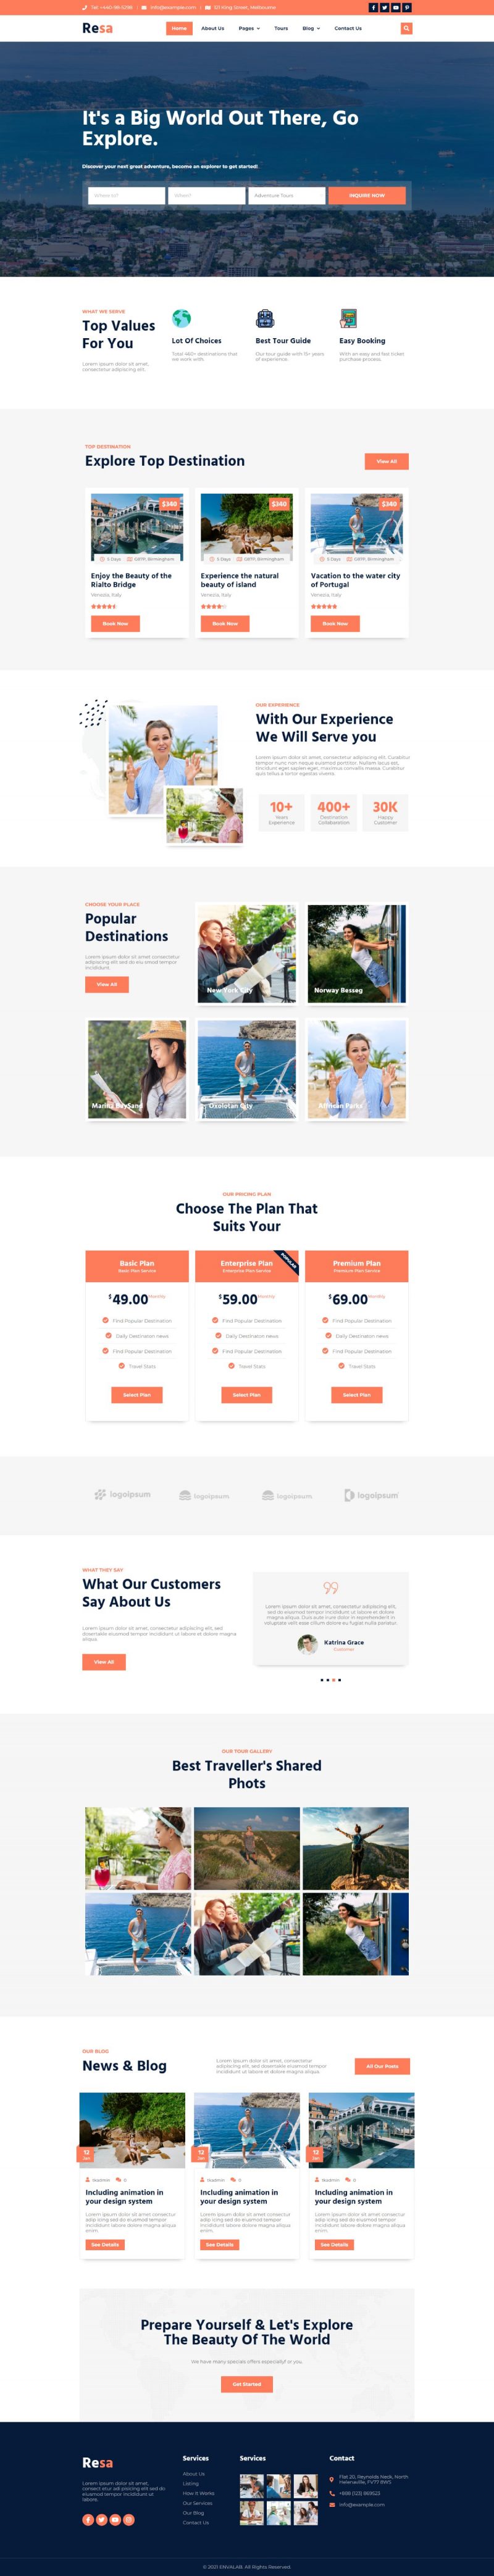 Tel: +440-98-5298 info@example.com 121 King Street, Melbourne
Resa
Home About Us Pages Tours Blog Contact Us
It's a Big World Out There, Go
Explore.
Discover your next great adventure, become an explorer to get started!
Where to? When? Adventure Tours INQUIRE NOW
WHAT WE SERVE
Top Values
For You
Lorem ipsum dolor sit amet,
consectetur adipiscing elit.
Lot Of Choices
Total 460+ destinations that
we work with.
Best Tour Guide
Our tour guide with 15+ years
of experience.
Easy Booking
With an easy and fast ticket
purchase process.
TOP DESTINATION
Explore Top Destination
View All
$340
5 Days Birmingham
Enjoy the Beauty of the
Rialto Bridge
Venezia, Italy
Book Now
$340
5 Days Birmingham
Experience the natural
beauty of island
Venezia, Italy
Book Now
$340
5 Days Birmingham
Vacation to the water city
of Portugal
Venezia, Italy
Book Now
OUR EXPERIENCE
With Our Experience
We Will Serve you
Lorem ipsum dolor sit amet, consectetur adipiscing elit. Curabitur
tempor nunc non neque euismod porttitor. Nullam lacus est,
tincidunt eget sapien eget, maximus convallis massa. Curabitur
quis tellus a tortor egestas viverra.
10+
Years
Experience
400+
Destination
Collaboration
30K
Happy
Customer
CHOOSE YOUR PLACE
Popular
Destinations
Lorem ipsum dolor sit amet consectetur
adipiscing elit sed do eiu smod tempor
incididunt.
View All
New York City
Norway Besseg
Marina BaySand
Oxolotan City
African Parks
OUR PRICING PLAN
Choose The Plan That
Suits Your
Basic Plan
Basic Plan Service
$49.00 Monthly
Find Popular Destination
Daily Destination news
Find Popular Destination
Travel Stats
Select Plan
POPULAR
Enterprise Plan
Enterprise Plan Service
$59.00 Monthly
Find Popular Destination
Daily Destination news
Find Popular Destination
Travel Stats
Select Plan
Premium Plan
Premium Plan Service
$69.00 Monthly
Find Popular Destination
Daily Destination news
Find Popular Destination
Travel Stats
Select Plan
logoipsum logoipsum logoipsum logoipsum
WHAT THEY SAY
What Our Customers
Say About Us
Lorem ipsum dolor sit amet, consectetur adipiscing elit, sed
doeiusmod tempor incididunt ut labore et dolore magna
aliqua.
View All
Lorem ipsum dolor sit amet, consectetur adipiscing elit,
sed do eiusmod tempor incididunt ut labore et dolore
magna aliqua. Duis aute irure dolor in reprehenderit in
voluptate velit esse cillum dolore eu fugiat nulla pariatur.
Katrina Grace
Customer
OUR TOUR GALLERY
Best Traveller's Shared
Phots
OUR BLOG
News & Blog
Lorem ipsum dolor sit amet, consectetur
adipiscing elit, sed doeiusmod tempor
incididunt ut labore et dolore magna aliqua.
All Our Posts
12
Jan
tkadmin 0
Including animation in
your design system
Lorem ipsum dolor sit amet consectetur
adip icing sed do eiusmod tempor
incididunt labore dolore magna aliqua
enim.
See Details
12
Jan
tkadmin 0
Including animation in
your design system
Lorem ipsum dolor sit amet consectetur
adip icing sed do eiusmod tempor
incididunt labore dolore magna aliqua
enim.
See Details
12
Jan
tkadmin 0
Including animation in
your design system
Lorem ipsum dolor sit amet consectetur
adip icing sed do eiusmod tempor
incididunt labore dolore magna aliqua
enim.
See Details
Prepare Yourself & Let's Explore
The Beauty Of The World
We have many specials offers especially for you.
Get Started
Resa
Lorem ipsum dolor sit amet,
consect etur adi pisicing elit sed do
eiusmod tempor incididunt ut
labore.
Services
About Us
Listing
How It Works
Our Services
Our Blog
Contact Us
Services
Contact
Flat 20, Reynolds Neck, North
Helenaville, FV77 8WS
+888 (123) 869523
info@example.com
© 2021 ENVALAB. All Rights Reserved.